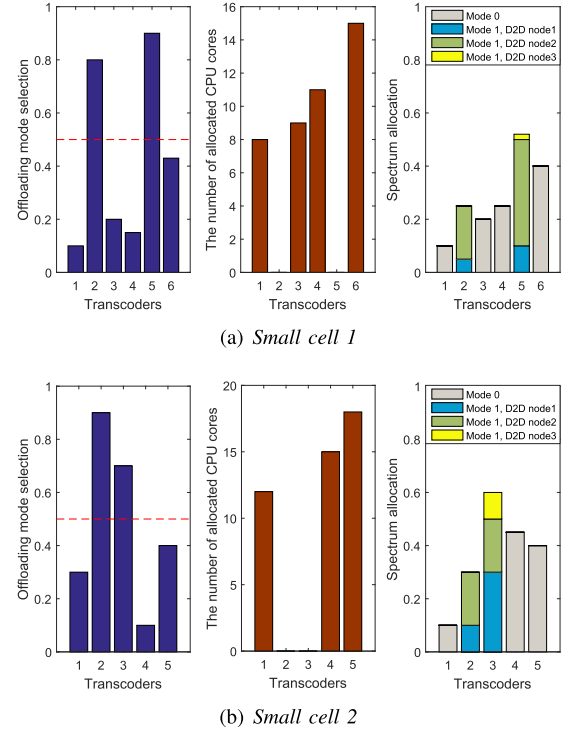 Offloading mode selection
1
0.8
0.6
0.4
0.2
0
1 2 3 4 5 6
Transcoders
The number of allocated CPU cores
16
14
12
10
8
6
4
2
0
1 2 3 4 5 6
Transcoders
Spectrum allocation
1
0.8
0.6
0.4
0.2
0
Mode 0
Mode 1, D2D node1
Mode 1, D2D node2
Mode 1, D2D node3
1 2 3 4 5 6
Transcoders
(a) Small cell 1
Offloading mode selection
1
0.8
0.6
0.4
0.2
0
1 2 3 4 5
Transcoders
The number of allocated CPU cores
20
15
10
5
0
1 2 3 4 5
Transcoders
Spectrum allocation
1
0.8
0.6
0.4
0.2
0
Mode 0
Mode 1, D2D node1
Mode 1, D2D node2
Mode 1, D2D node3
1 2 3 4 5
Transcoders
(b) Small cell 2